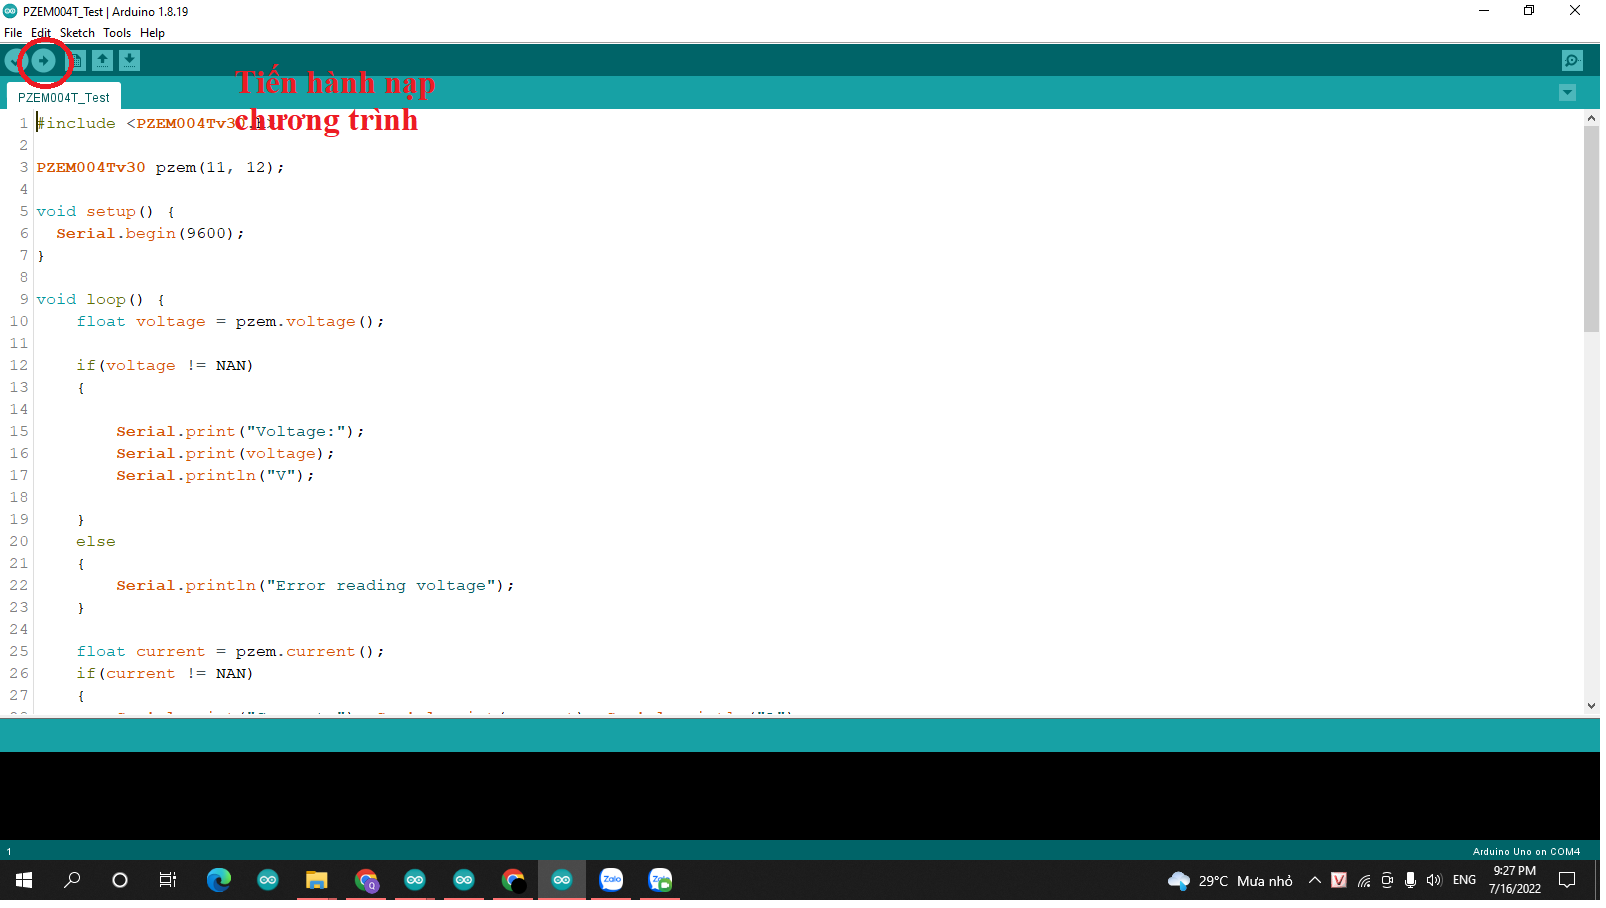 PZEM004T_Test | Arduino 1.8.19
File Edit Sketch Tools Help
Tiến hành nạp
chương trình
PZEM004T_Test
1 #include <PZEM004Tv30.h>
2
3 PZEM004Tv30 pzem(11, 12);
4
5 void setup() {
6 Serial.begin(9600);
7 }
8
9 void loop() {
10 float voltage = pzem.voltage();
11
12 if(voltage != NAN)
13 {
14
15 Serial.print("Voltage:");
16 Serial.print(voltage);
17 Serial.println("V");
18
19 }
20 else
21 {
22 Serial.println("Error reading voltage");
23 }
24
25 float current = pzem.current();
26 if(current != NAN)
27 {
1
Arduino Uno on COM4
Q
Zalo
Zalo
29°C Mưa nhỏ
V
ENG
9:27 PM
7/16/2022